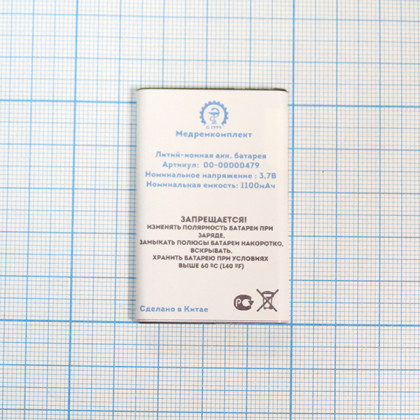 Медремкомплект
Литий-ионная акк. батарея
Артикул: 00-00000479
Номинальное напряжение : 3,7В
Номинальная емкость: 1100мАч
ЗАПРЕЩАЕТСЯ!
ИЗМЕНЯТЬ ПОЛЯРНОСТЬ БАТАРЕИ ПРИ
ЗАРЯДЕ,
ЗАМЫКАТЬ ПОЛЮСЫ БАТАРЕИ НАКОРОТКО,
ВСКРЫВАТЬ,
ХРАНИТЬ БАТАРЕЮ ПРИ УСЛОВИЯХ
ВЫШЕ 60 ºC (140 ºF)
Сделано в Китае